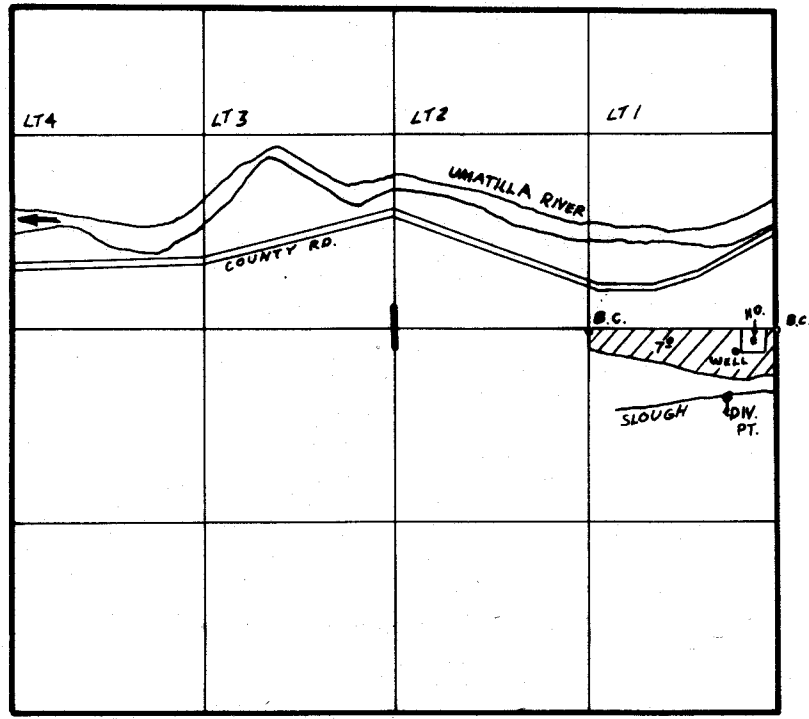 LT4
LT3
LT2
LT1
UMATILLA RIVER
COUNTY RD.
B.C.
HO.
B.C.
WELL
SLOUGH
DIV.
PT.